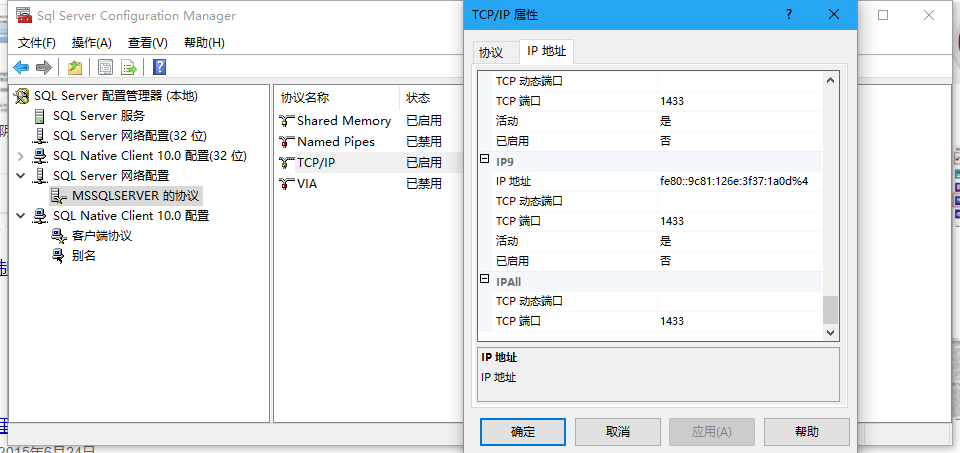 Sql Server Configuration Manager
文件(F) 操作(A) 查看(V) 帮助(H)
SQL Server 配置管理器 (本地)
SQL Server 服务
SQL Server 网络配置(32 位)
SQL Native Client 10.0 配置(32 位)
SQL Server 网络配置
MSSQLSERVER 的协议
SQL Native Client 10.0 配置
客户端协议
别名
协议名称 状态
Shared Memory 已启用
Named Pipes 已禁用
TCP/IP 已启用
VIA 已禁用
TCP/IP 属性
协议 IP 地址
TCP 动态端口
TCP 端口 1433
活动 是
已启用 否
IP9
IP 地址 fe80::9c81:126e:3f37:1a0d%4
TCP 动态端口
TCP 端口 1433
活动 是
已启用 否
IPAll
TCP 动态端口
TCP 端口 1433
IP 地址
IP 地址
确定 取消 应用(A) 帮助
2015年6月24日